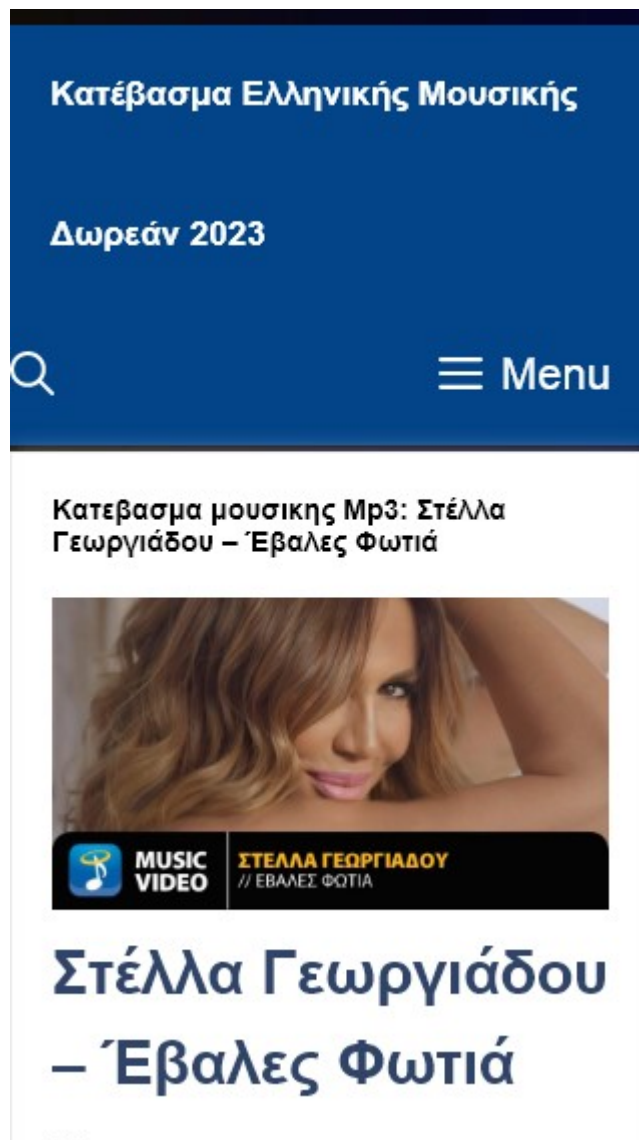 Κατέβασμα Ελληνικής Μουσικής
Δωρεάν 2023
Menu
Κατεβασμα μουσικης Mp3: Στέλλα
Γεωργιάδου – Έβαλες Φωτιά
MUSIC
VIDEO
ΣΤΕΛΛΑ ΓΕΩΡΓΙΑΔΟΥ
// ΕΒΑΛΕΣ ΦΩΤΙΑ
Στέλλα Γεωργιάδου
– Έβαλες Φωτιά